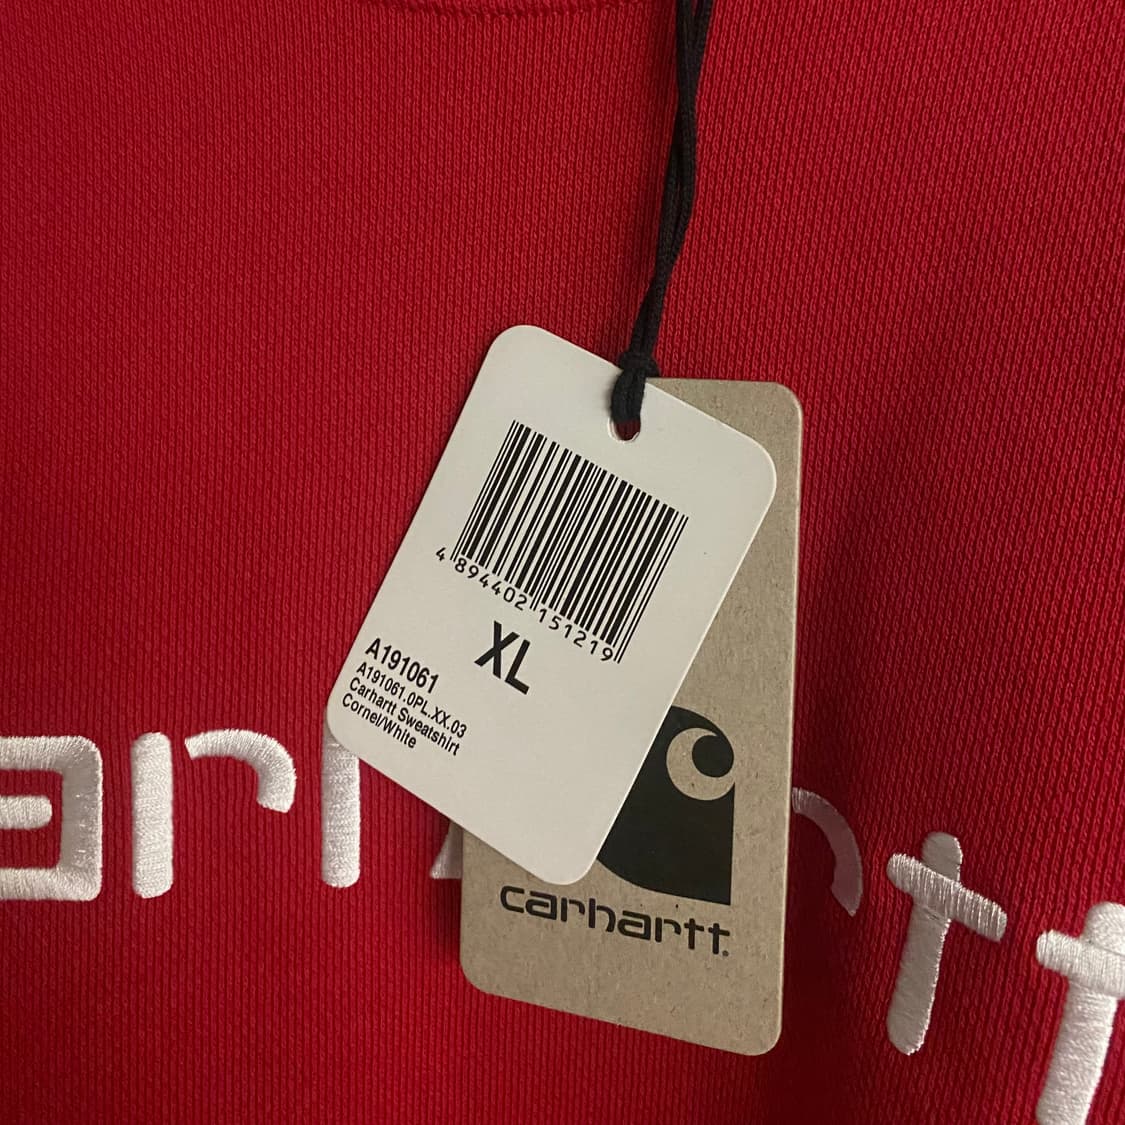 4 894402 151219
XL
A191061
A191061.0PL.XX.03
Carhartt Sweatshirt
Cornel/White
carhartt.